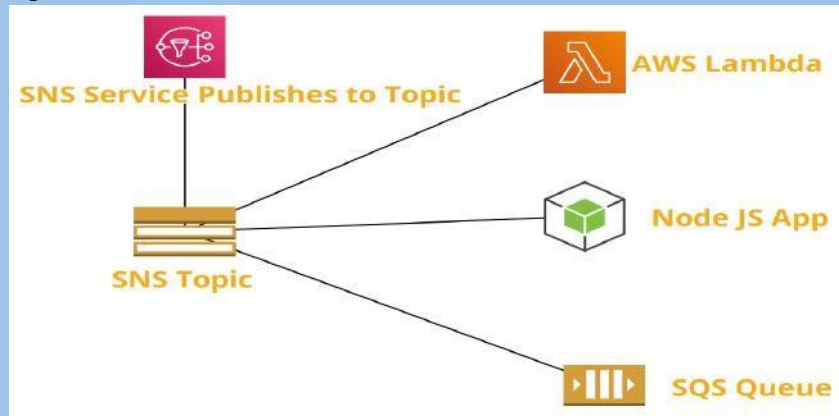 SNS Service Publishes to Topic
AWS Lambda
Node JS App
SNS Topic
SQS Queue